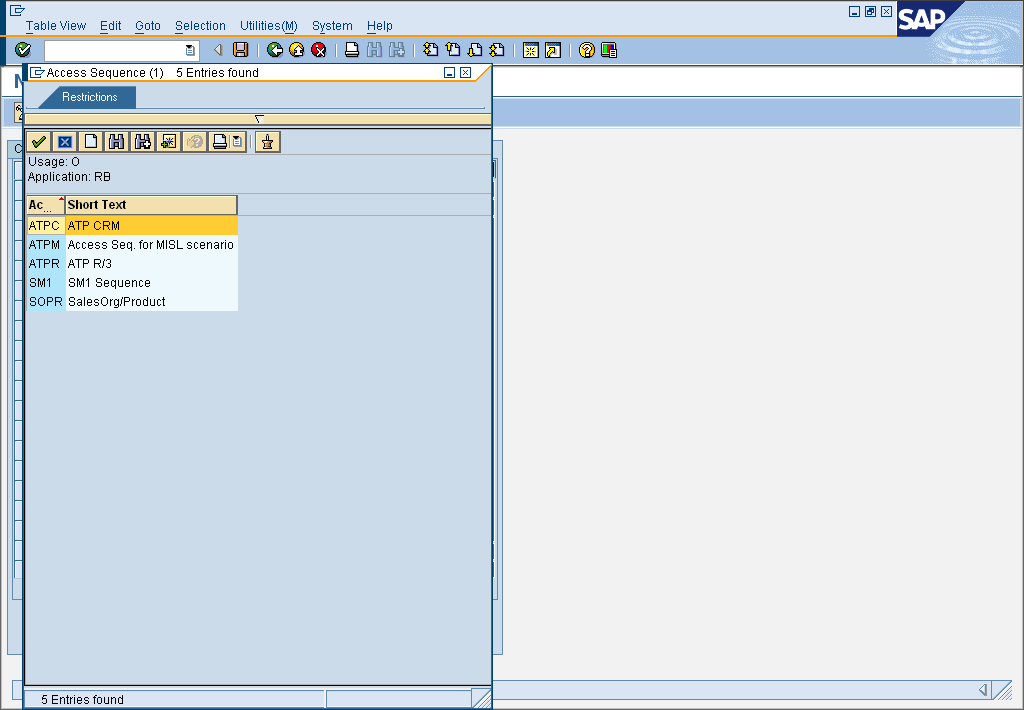 Table View Edit Goto Selection Utilities(M) System Help
SAP
Access Sequence (1) 5 Entries found
Restrictions
Usage: O
Application: RB
Ac... Short Text
ATPC ATP CRM
ATPM Access Seq. for MISL scenario
ATPR ATP R/3
SM1 SM1 Sequence
SOPR SalesOrg/Product
5 Entries found